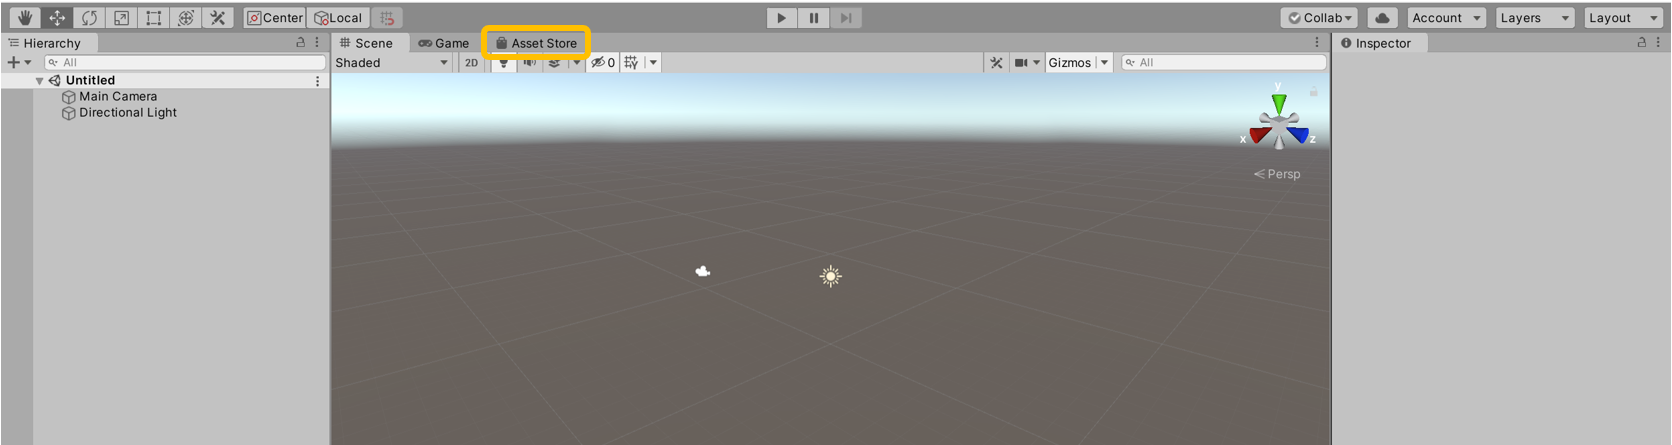 Center Local Collab Account Layers Layout
Hierarchy Scene Game Asset Store Inspector
All Shaded 2D 0 Gizmos All
Untitled
Main Camera
Directional Light
y
x z
Persp